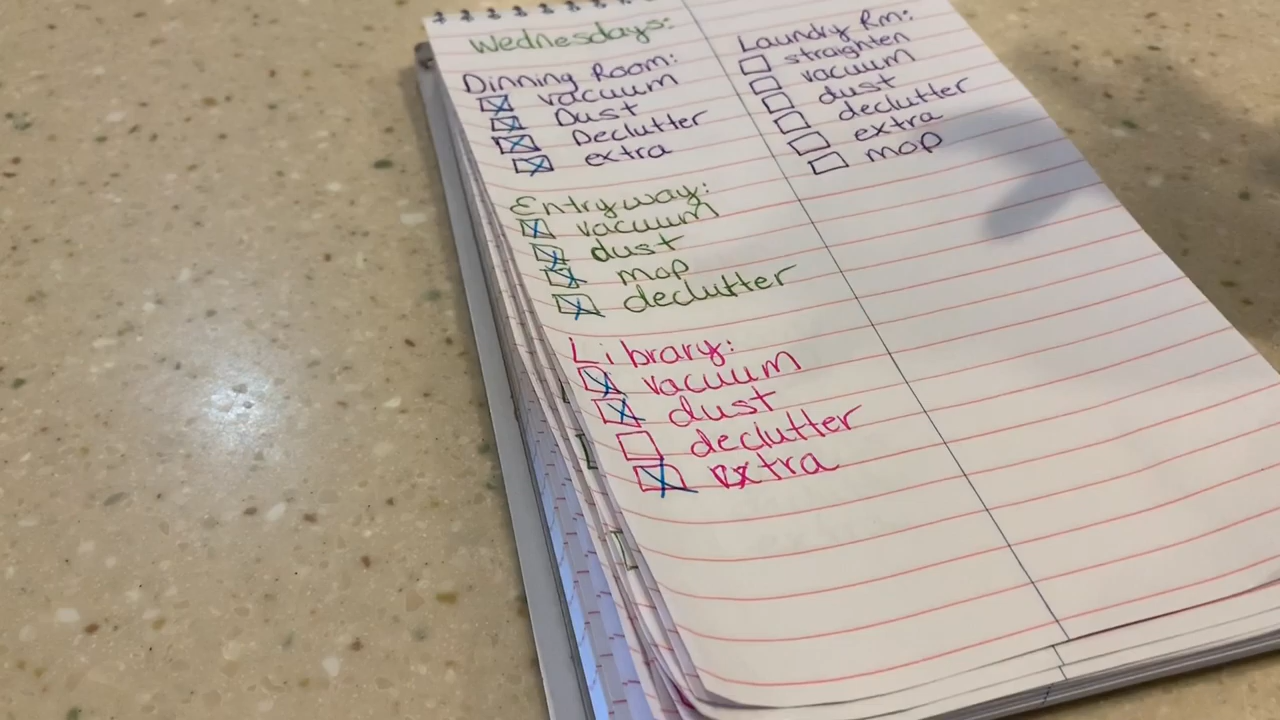 Wednesdays:
Dinning Room:
vacuum
Dust
Declutter
extra
Entryway:
vacuum
dust
mop
declutter
Library:
vacuum
dust
declutter
extra
Laundry Rm:
straighten
vacuum
dust
declutter
extra
mop